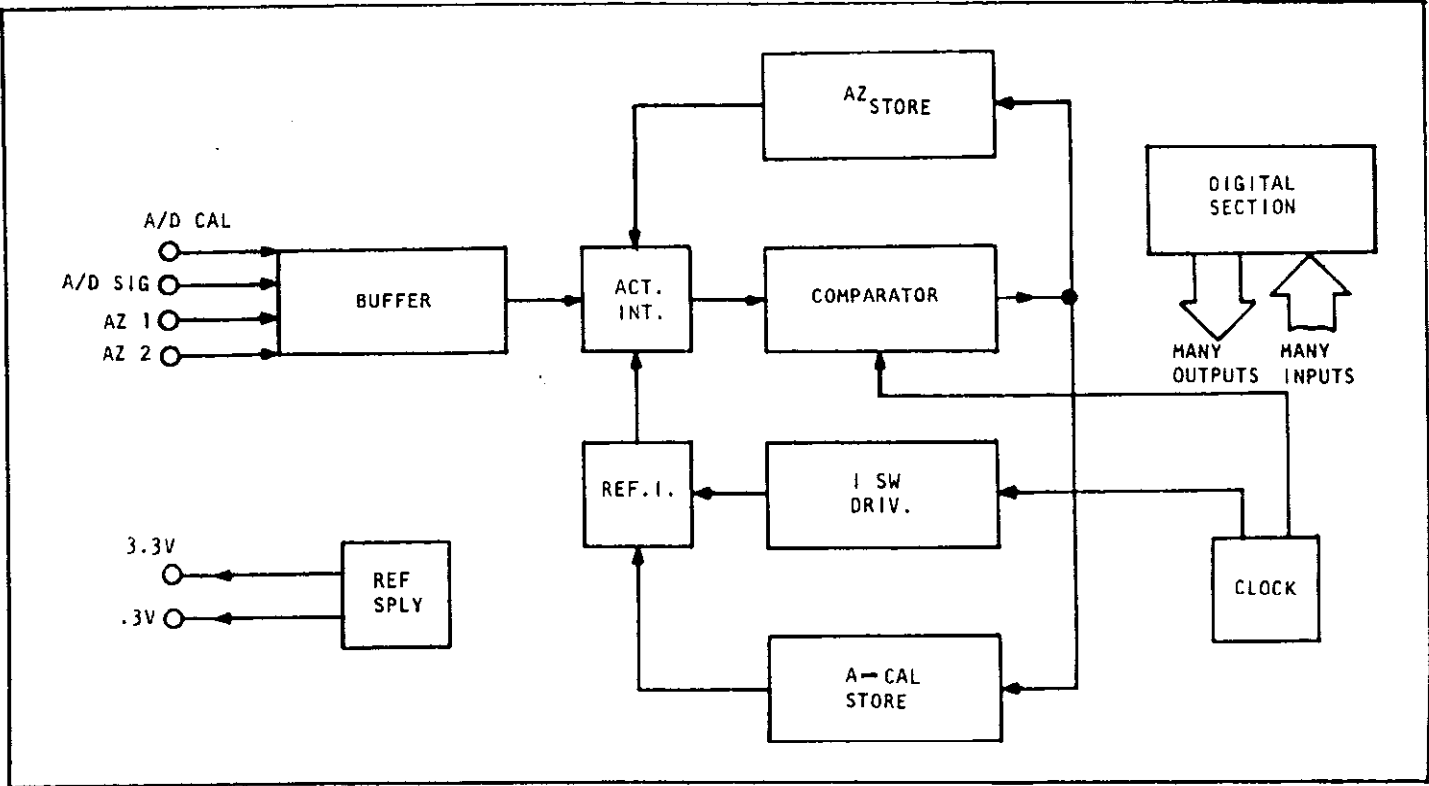 AZ STORE
DIGITAL
SECTION
A/D CAL
A/D SIG
AZ 1
AZ 2
BUFFER
ACT.
INT.
COMPARATOR
MANY
OUTPUTS
MANY
INPUTS
REF.I.
I SW
DRIV.
3.3V
.3V
REF
SPLY
CLOCK
A-CAL
STORE